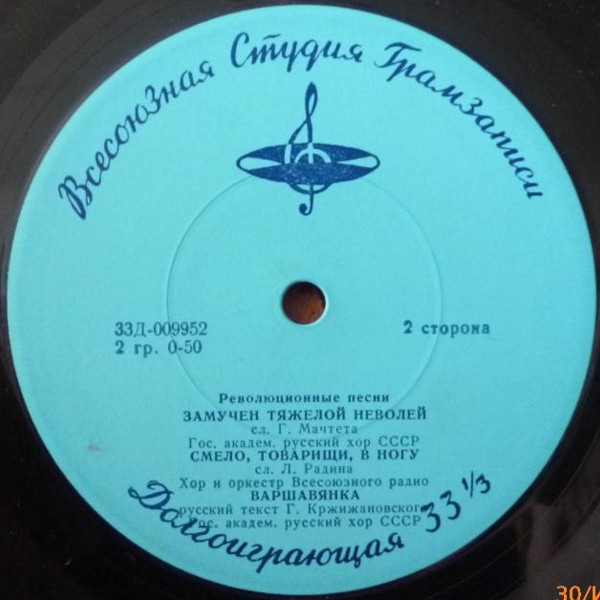 Всесоюзная Студия Грамзаписи
33Д-009952
2 гр. 0-50
2 сторона
Революционные песни
ЗАМУЧЕН ТЯЖЕЛОЙ НЕВОЛЕЙ
сл. Г. Мачтета
Гос. академ. русский хор СССР
СМЕЛО, ТОВАРИЩИ, В НОГУ
сл. Л. Радина
Хор и оркестр Всесоюзного радио
ВАРШАВЯНКА
русский текст Г. Кржижановского
Гос. академ. русский хор СССР
Долгоиграющая 33 1/3
30/И